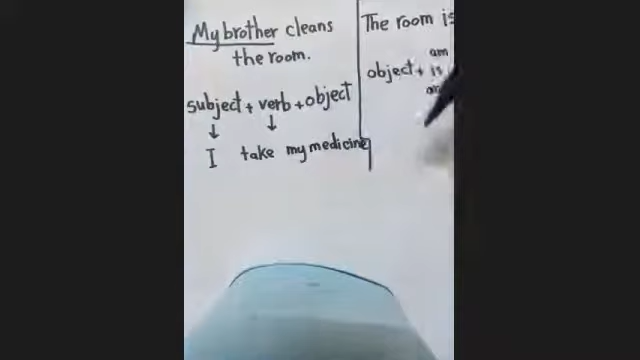 My brother cleans
the room.
subject + verb + object
↓ ↓
I take my medicine
The room is
am
object + is